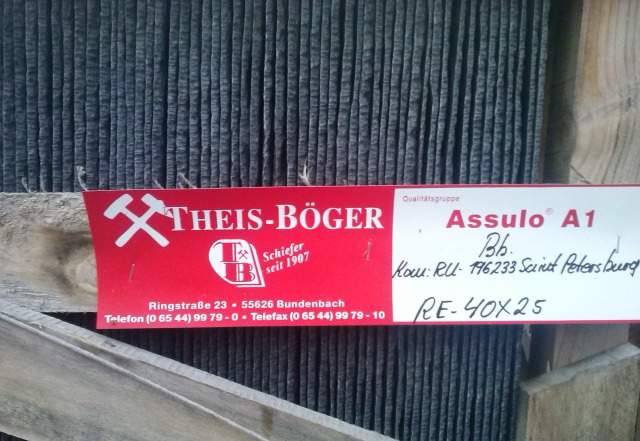 THEIS-BÖGER
TB
Schiefer
seit 1907
Ringstraße 23 • 55626 Bundenbach
Telefon (0 65 44) 99 79 - 0 • Telefax (0 65 44) 99 79 - 10
Qualitätsgruppe
Assulo® A1
Bb.
Kom: RU- 196233 Saint Petersburg
RE-40X25